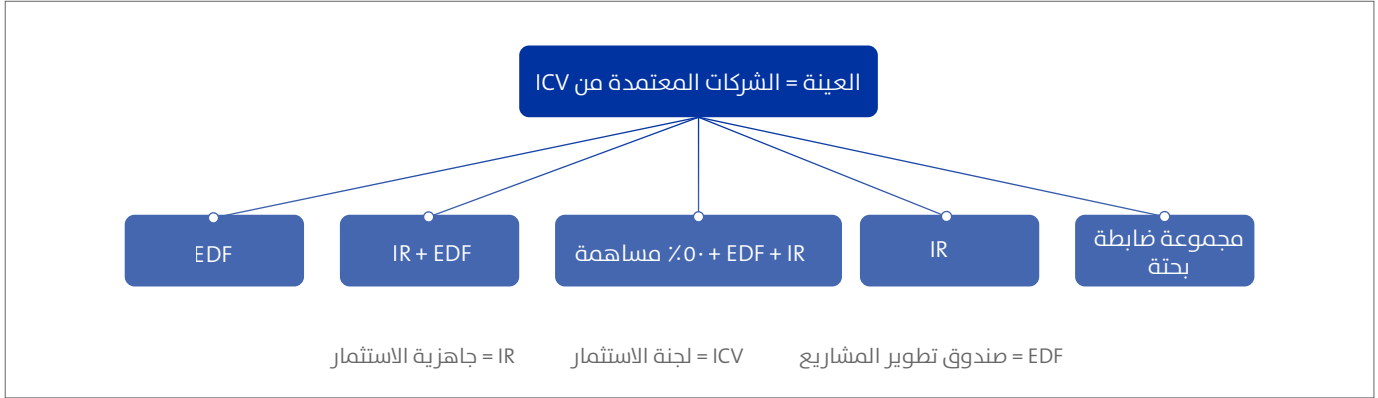 العينة = الشركات المعتمدة من ICV
مجموعة ضابطة
بحتة
IR
IR + EDF + ٥٠٪ مساهمة
IR + EDF
EDF
EDF = صندوق تطوير المشاريع
ICV = لجنة الاستثمار
IR = جاهزية الاستثمار